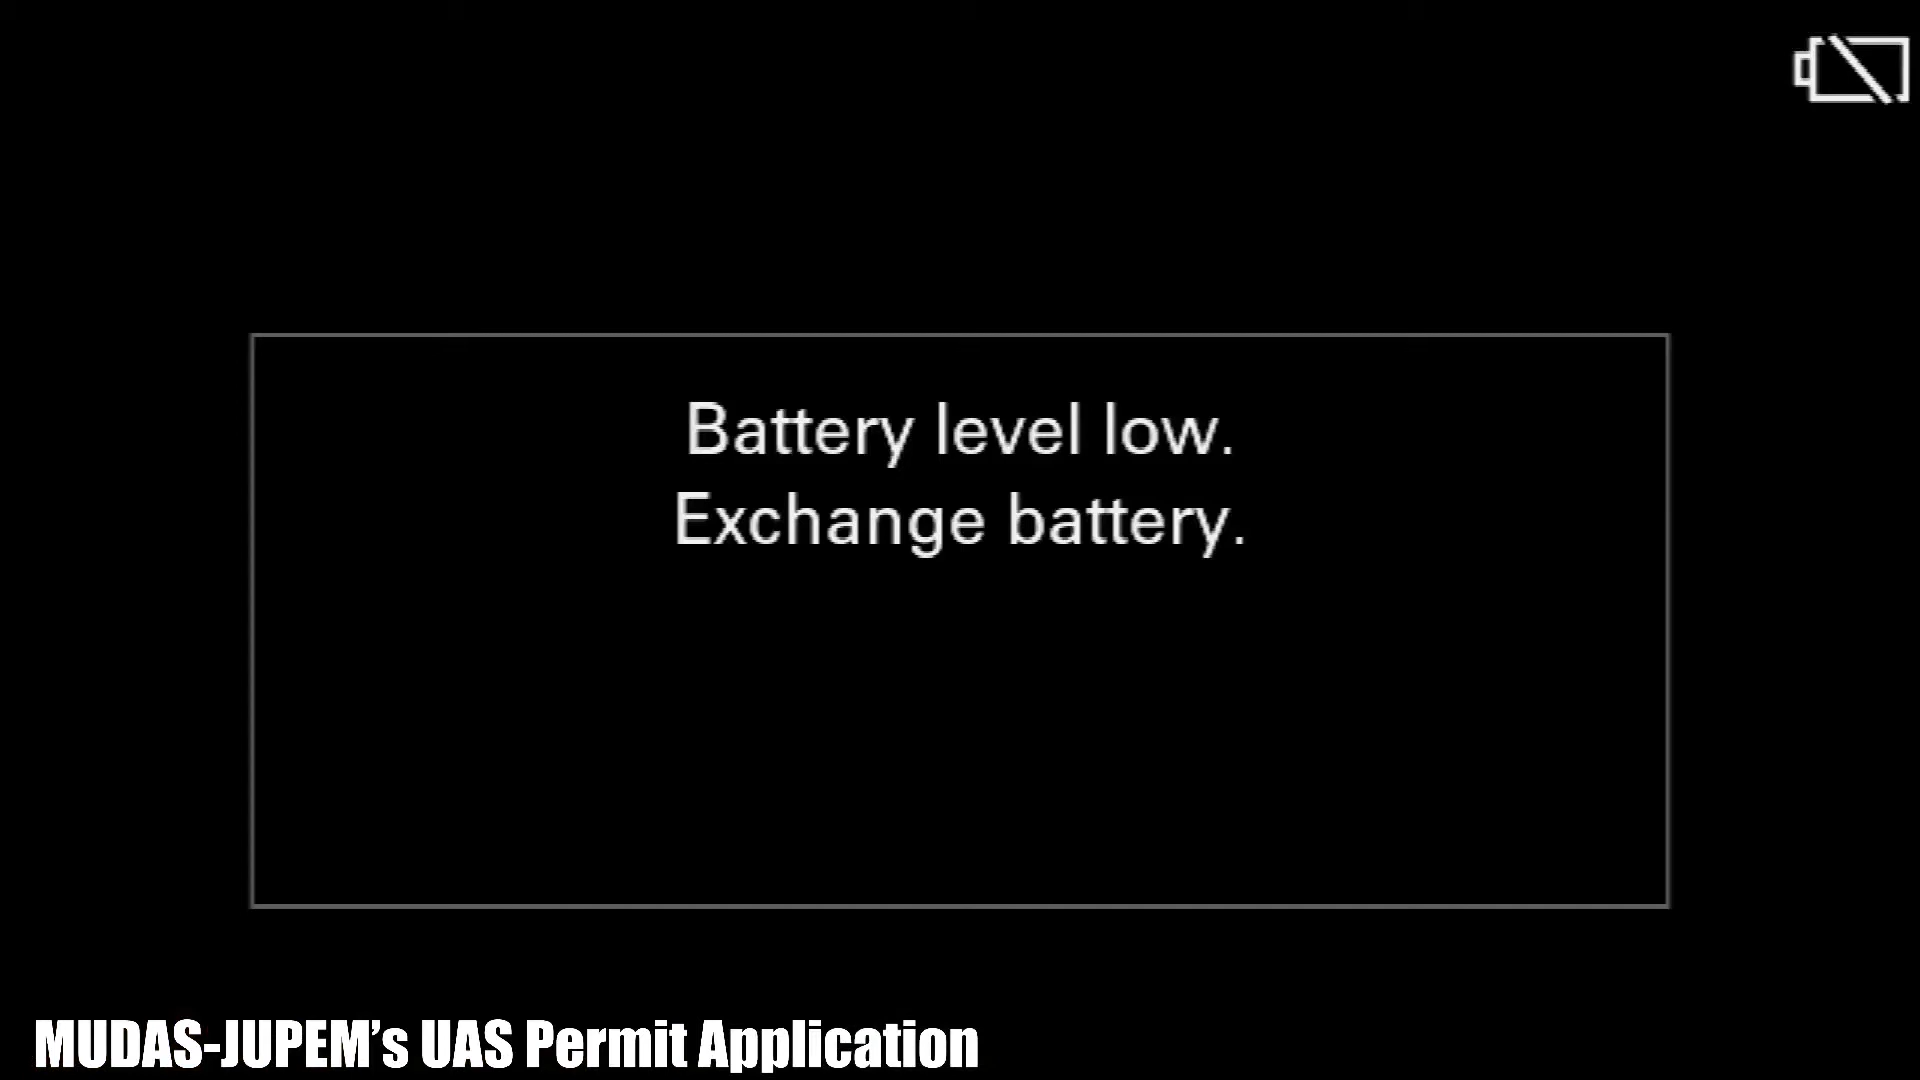 Battery level low.
Exchange battery.
MUDAS-JUPEM’s UAS Permit Application